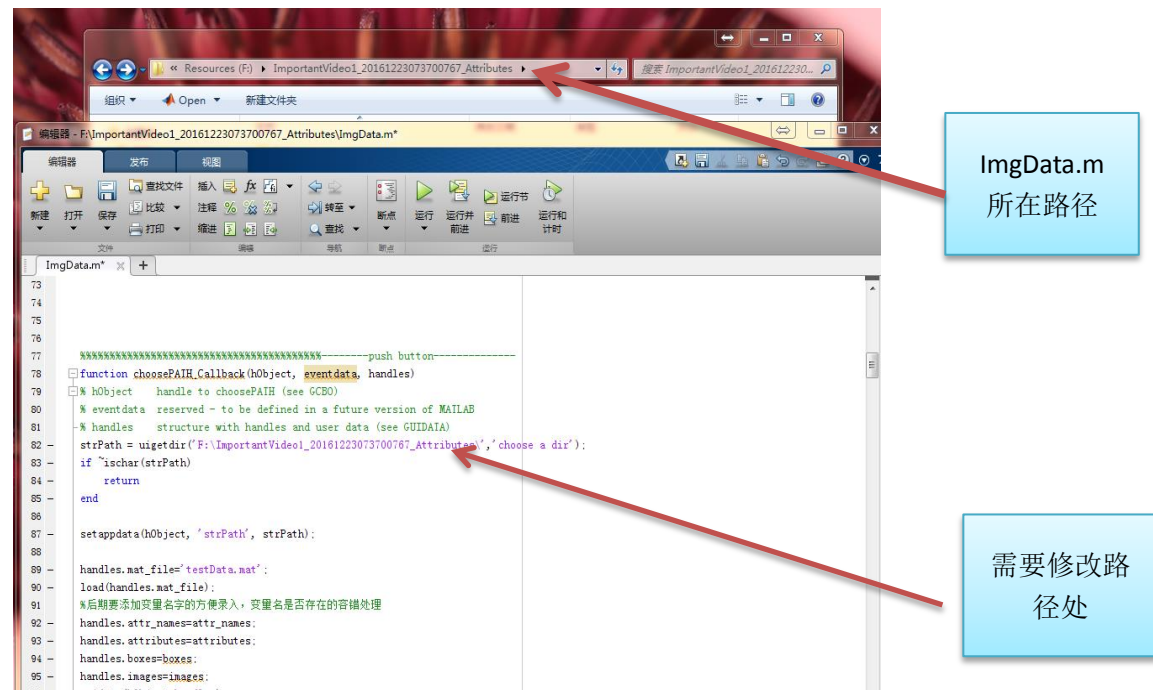 « Resources (F:) ▸ ImportantVideo1_20161223073700767_Attributes ▸
搜索 ImportantVideo1_201612230...
组织 Open 新建文件夹
编辑器 - F:\ImportantVideo1_20161223073700767_Attributes\ImgData.m*
编辑器 发布 视图
查找文件 插入 fx
新建 打开 保存 比较 注释 % 转至 断点 运行 运行并前进 运行节 前进 运行和计时
打印 缩进 查找
文件 编辑 导航 断点 运行
ImgData.m* × +
73
74
75
76
77 %%%%%%%%%%%%%%%%%%%%%%%%%%%%%%%%%%%%%%%%%--------push button--------------
78 function choosePATH_Callback(hObject, eventdata, handles)
79 % hObject    handle to choosePATH (see GCBO)
80 % eventdata  reserved - to be defined in a future version of MATLAB
81 % handles    structure with handles and user data (see GUIDATA)
82 – strPath = uigetdir('F:\ImportantVideo1_20161223073700767_Attributes\','choose a dir');
83 – if ~ischar(strPath)
84 – return
85 – end
86
87 – setappdata(hObject, 'strPath', strPath);
88
89 – handles.mat_file='testData.mat';
90 – load(handles.mat_file);
91 %后期要添加变量名字的方便录入，变量名是否存在的容错处理
92 – handles.attr_names=attr_names;
93 – handles.attributes=attributes;
94 – handles.boxes=boxes;
95 – handles.images=images;
ImgData.m
所在路径
需要修改路
径处